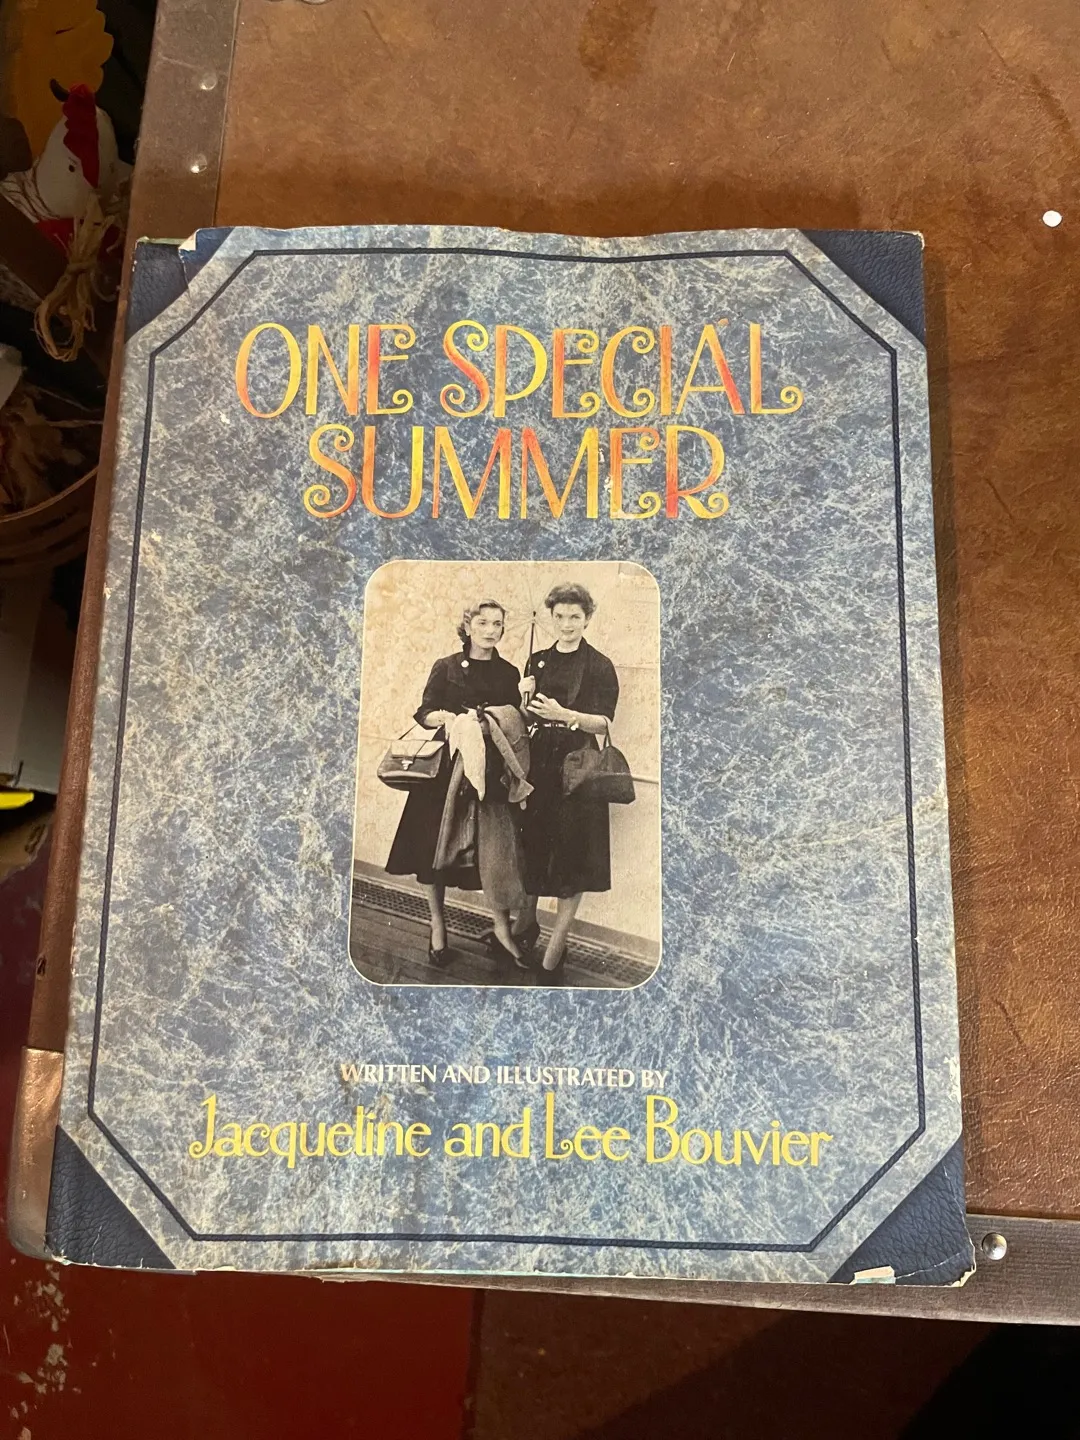 ONE SPECIAL
SUMMER
WRITTEN AND ILLUSTRATED BY
Jacqueline and Lee Bouvier